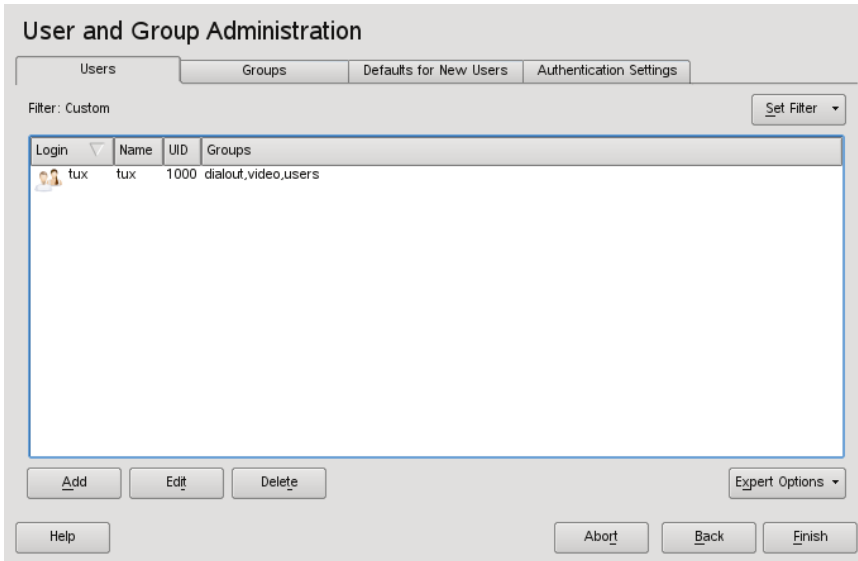 User and Group Administration
Users Groups Defaults for New Users Authentication Settings
Filter: Custom Set Filter
Login Name UID Groups
tux tux 1000 dialout,video,users
Add Edit Delete Expert Options
Help Abort Back Finish